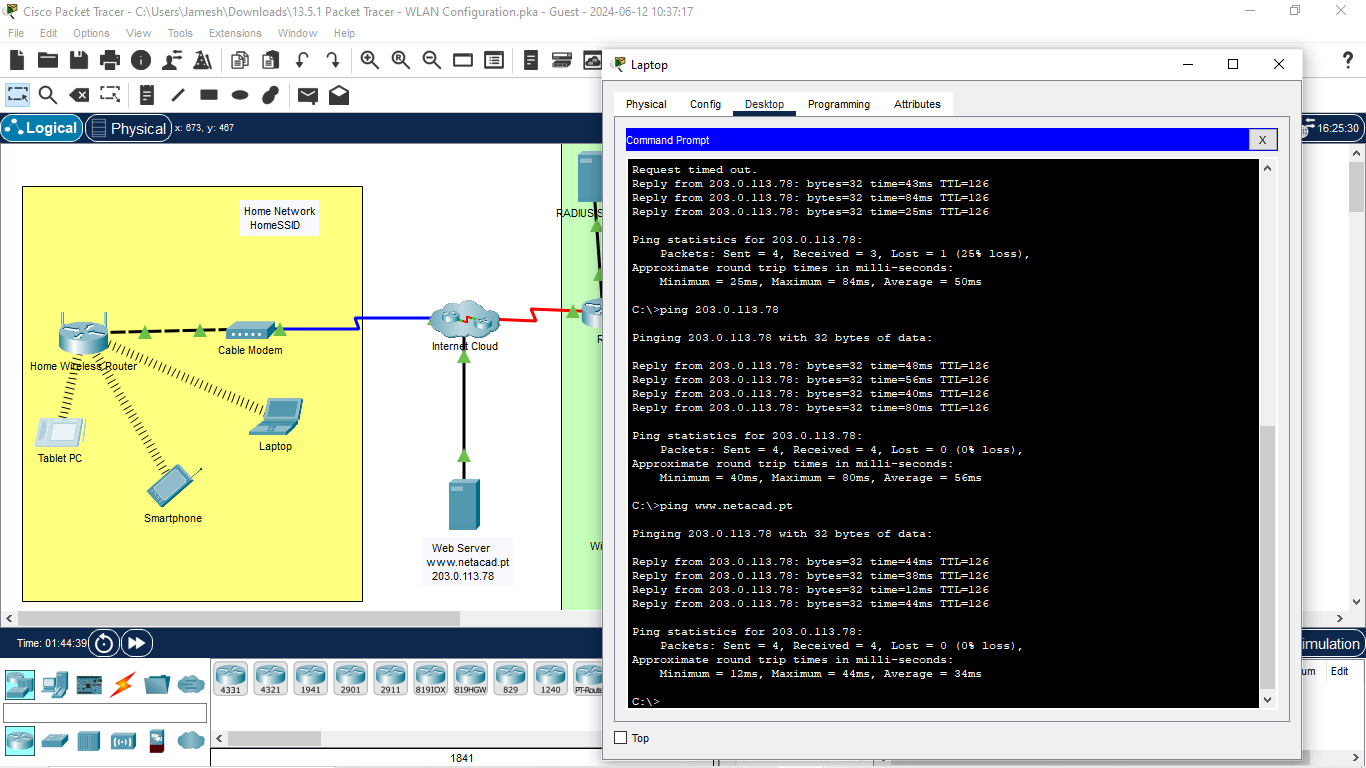 Cisco Packet Tracer - C:\Users\Jamesh\Downloads\13.5.1 Packet Tracer - WLAN Configuration.pka - Guest - 2024-06-12 10:37:17
File Edit Options View Tools Extensions Window Help
Logical Physical x: 673, y: 467
16:25:30
Home Network
HomeSSID
RADIUS S
Cable Modem
Internet Cloud
R
Home Wireless Router
Laptop
Tablet PC
Smartphone
Web Server
www.netacad.pt
203.0.113.78
Wi
Time: 01:44:39
imulation
um Edit
4331 4321 1941 2901 2911 819IOX 819HGW 829 1240 PT-Route
1841
Laptop
Physical Config Desktop Programming Attributes
Command Prompt X
Request timed out.
Reply from 203.0.113.78: bytes=32 time=43ms TTL=126
Reply from 203.0.113.78: bytes=32 time=84ms TTL=126
Reply from 203.0.113.78: bytes=32 time=25ms TTL=126
Ping statistics for 203.0.113.78:
Packets: Sent = 4, Received = 3, Lost = 1 (25% loss),
Approximate round trip times in milli-seconds:
Minimum = 25ms, Maximum = 84ms, Average = 50ms
C:\>ping 203.0.113.78
Pinging 203.0.113.78 with 32 bytes of data:
Reply from 203.0.113.78: bytes=32 time=48ms TTL=126
Reply from 203.0.113.78: bytes=32 time=56ms TTL=126
Reply from 203.0.113.78: bytes=32 time=40ms TTL=126
Reply from 203.0.113.78: bytes=32 time=80ms TTL=126
Ping statistics for 203.0.113.78:
Packets: Sent = 4, Received = 4, Lost = 0 (0% loss),
Approximate round trip times in milli-seconds:
Minimum = 40ms, Maximum = 80ms, Average = 56ms
C:\>ping www.netacad.pt
Pinging 203.0.113.78 with 32 bytes of data:
Reply from 203.0.113.78: bytes=32 time=44ms TTL=126
Reply from 203.0.113.78: bytes=32 time=38ms TTL=126
Reply from 203.0.113.78: bytes=32 time=12ms TTL=126
Reply from 203.0.113.78: bytes=32 time=44ms TTL=126
Ping statistics for 203.0.113.78:
Packets: Sent = 4, Received = 4, Lost = 0 (0% loss),
Approximate round trip times in milli-seconds:
Minimum = 12ms, Maximum = 44ms, Average = 34ms
C:\>
Top